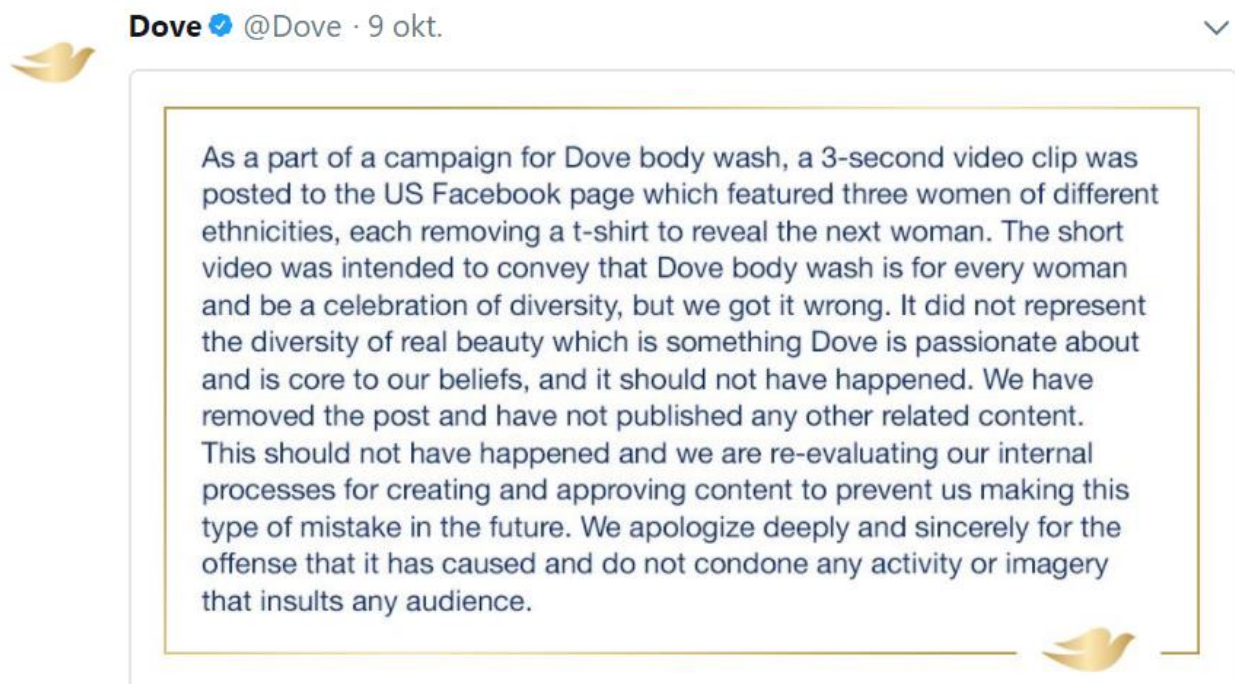 Dove @Dove · 9 okt.
As a part of a campaign for Dove body wash, a 3-second video clip was
posted to the US Facebook page which featured three women of different
ethnicities, each removing a t-shirt to reveal the next woman. The short
video was intended to convey that Dove body wash is for every woman
and be a celebration of diversity, but we got it wrong. It did not represent
the diversity of real beauty which is something Dove is passionate about
and is core to our beliefs, and it should not have happened. We have
removed the post and have not published any other related content.
This should not have happened and we are re-evaluating our internal
processes for creating and approving content to prevent us making this
type of mistake in the future. We apologize deeply and sincerely for the
offense that it has caused and do not condone any activity or imagery
that insults any audience.